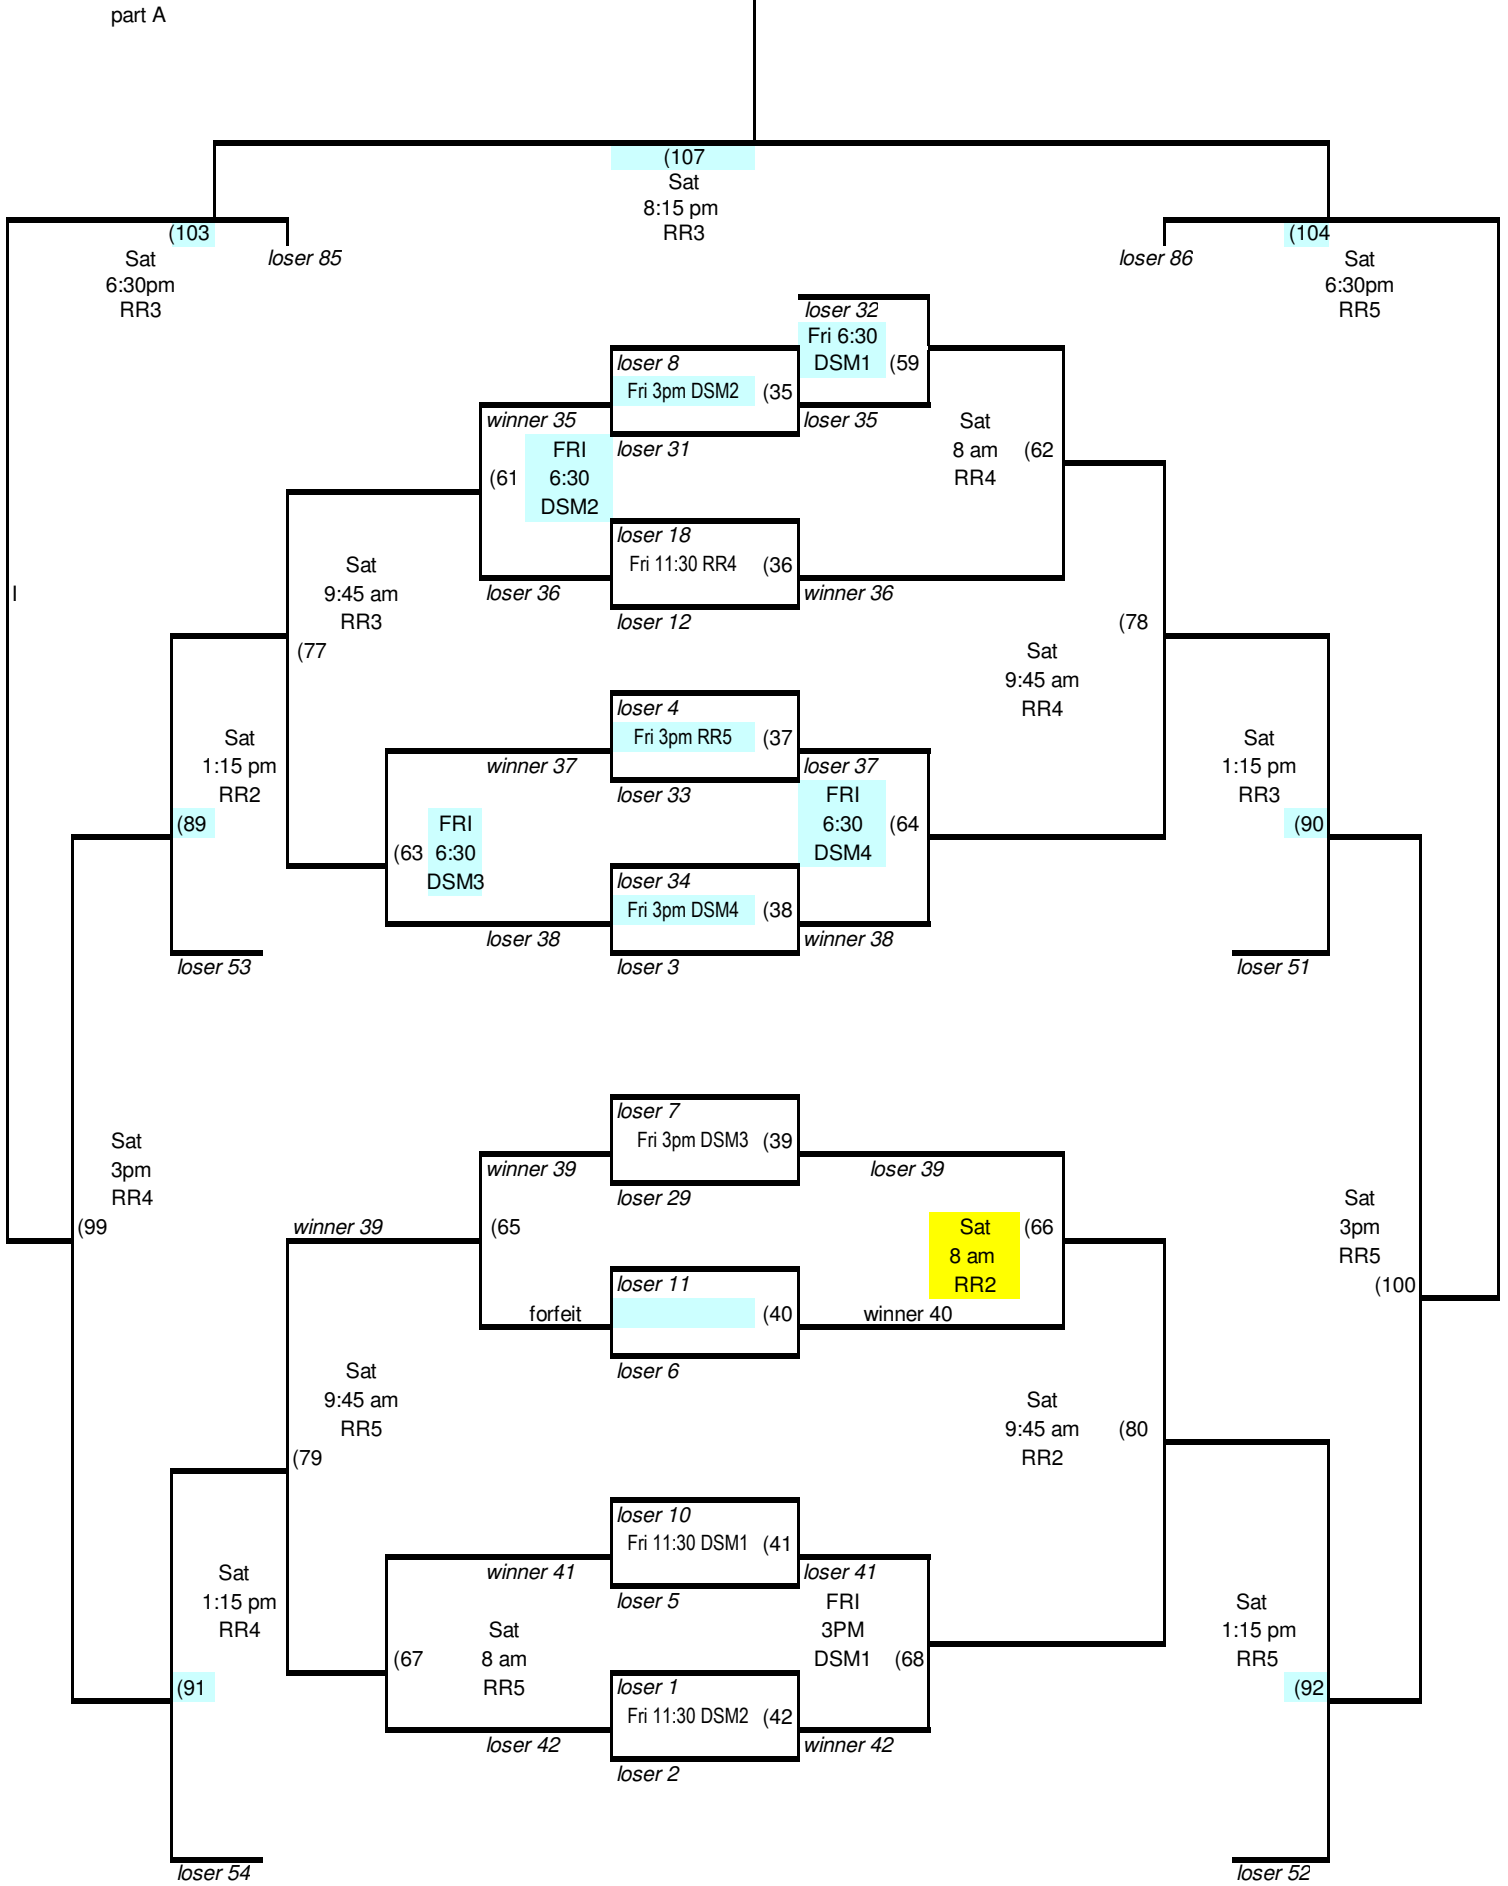 part A
(107
Sat
8:15 pm
RR3
(103
Sat
6:30pm
RR3
loser 85
loser 86
(104
Sat
6:30pm
RR5
loser 32
Fri 6:30
DSM1 (59
loser 8
Fri 3pm DSM2 (35
winner 35
loser 35
loser 31
FRI
(61 6:30
DSM2
Sat
8 am (62
RR4
loser 18
Fri 11:30 RR4 (36
loser 36
winner 36
loser 12
Sat
9:45 am
RR3
(77
I
(78
Sat
9:45 am
RR4
loser 4
Fri 3pm RR5 (37
winner 37
loser 37
loser 33
Sat
1:15 pm
RR2
(89
Sat
1:15 pm
RR3
(90
FRI
(63 6:30
DSM3
FRI
6:30 (64
DSM4
loser 34
Fri 3pm DSM4 (38
loser 38
winner 38
loser 3
loser 53
loser 51
loser 7
Fri 3pm DSM3 (39
winner 39
loser 39
loser 29
Sat
3pm
RR4
(99
winner 39
(65
Sat (66
8 am
RR2
Sat
3pm
RR5
(100
loser 11
(40
forfeit
winner 40
loser 6
Sat
9:45 am
RR5
(79
Sat
9:45 am (80
RR2
loser 10
Fri 11:30 DSM1 (41
winner 41
loser 41
loser 5
Sat
1:15 pm
RR4
(91
Sat
(67 8 am
RR5
FRI
3PM
DSM1 (68
Sat
1:15 pm
RR5
(92
loser 1
Fri 11:30 DSM2 (42
loser 42
winner 42
loser 2
loser 54
loser 52